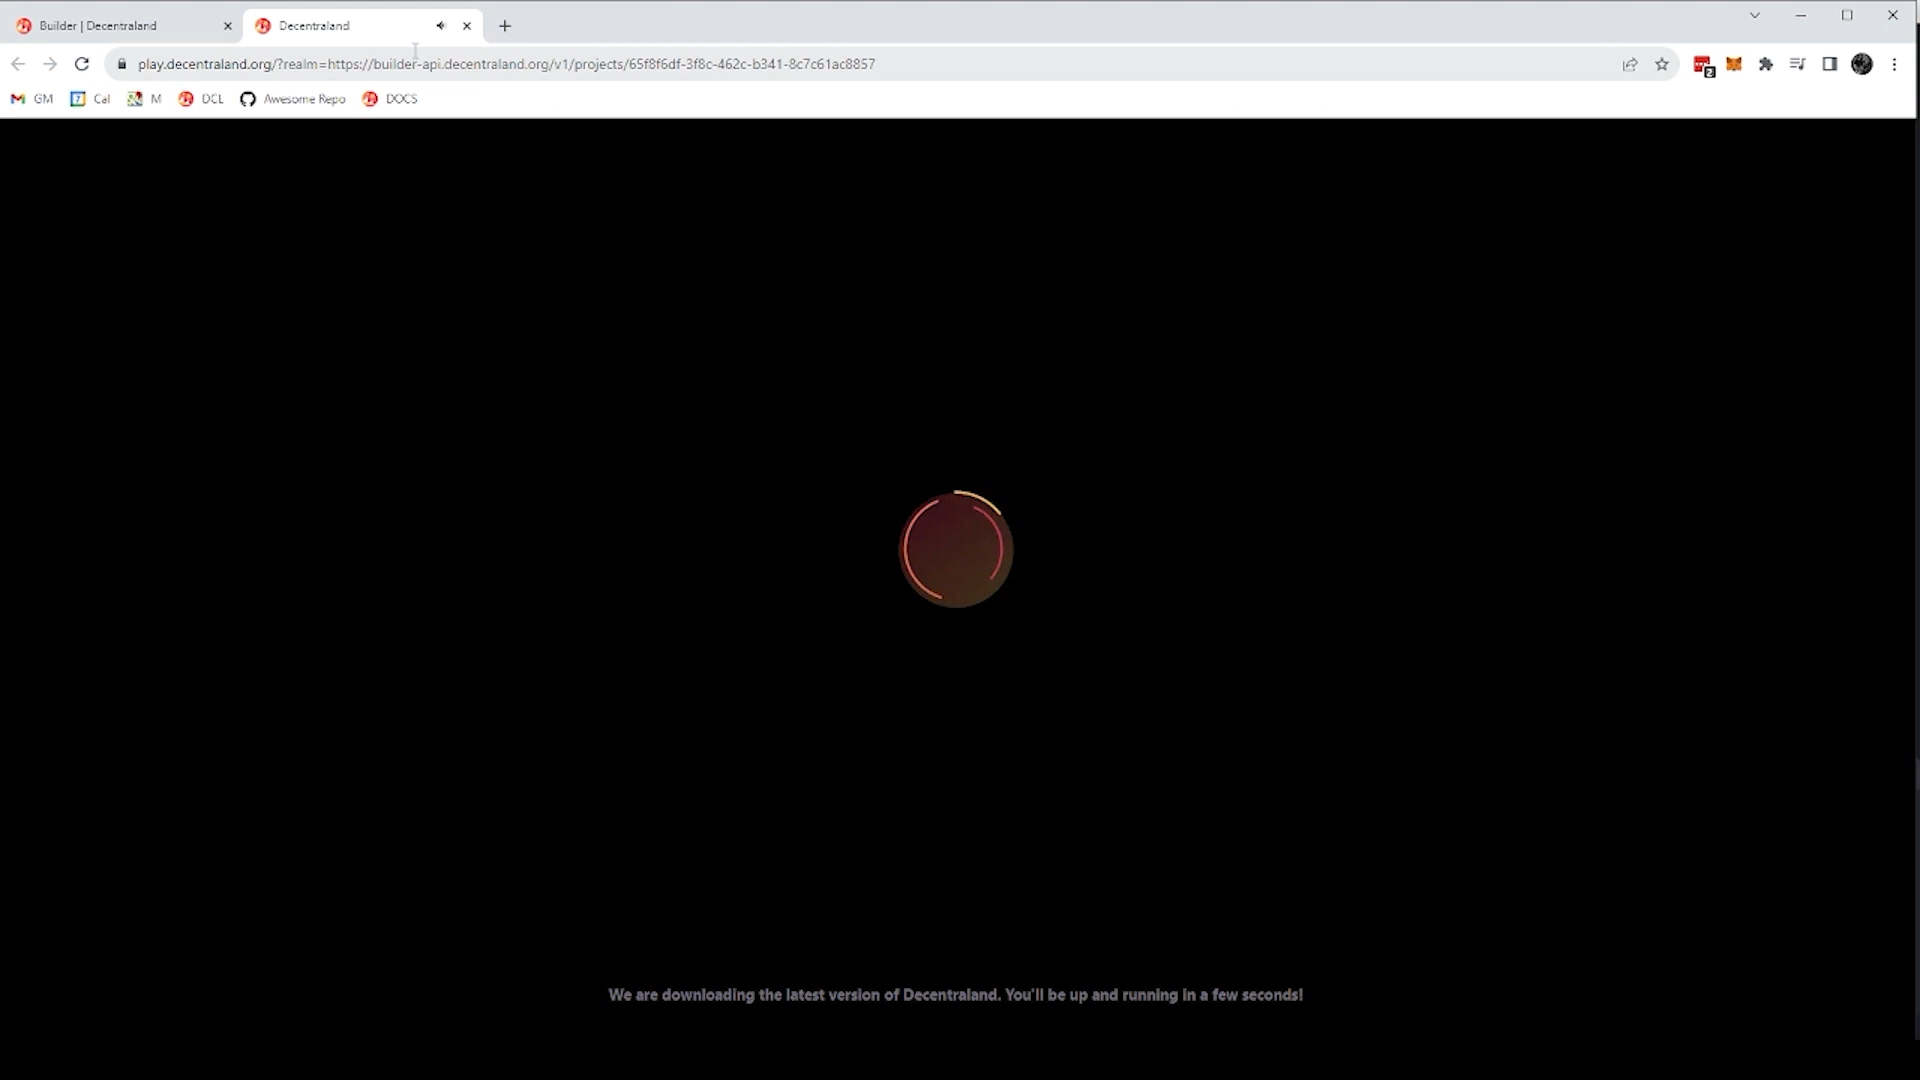 Builder | Decentraland
Decentraland
play.decentraland.org/?realm=https://builder-api.decentraland.org/v1/projects/65f8f6df-3f8c-462c-b341-8c7c61ac8857
2
GM
7 Cal
M
DCL
Awesome Repo
DOCS
We are downloading the latest version of Decentraland. You'll be up and running in a few seconds!